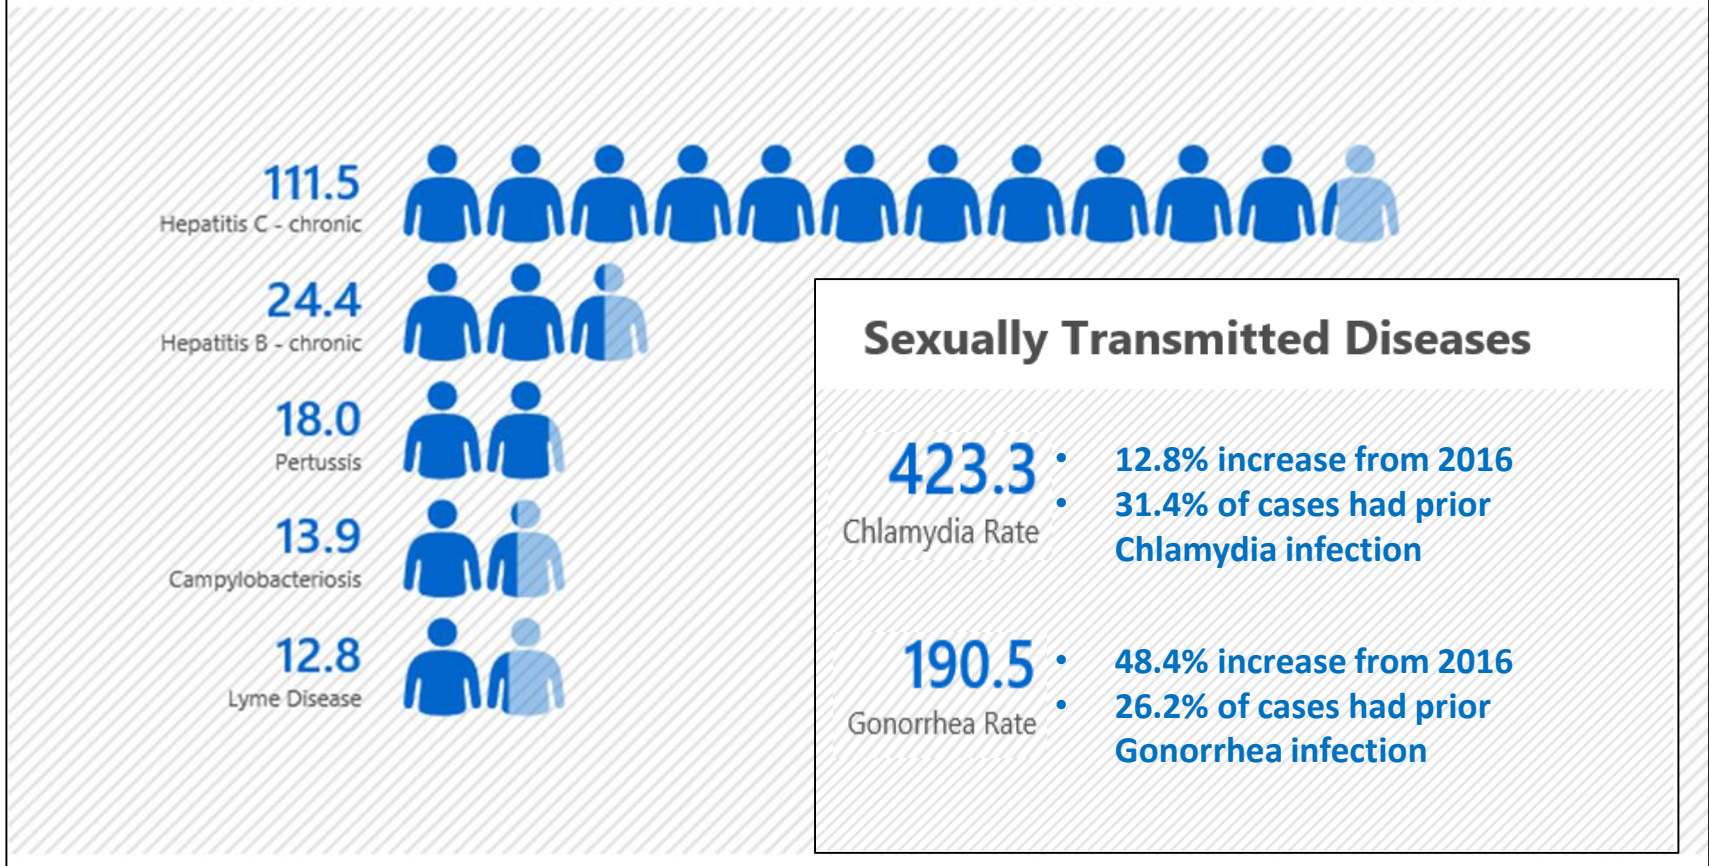 111.5
Hepatitis C - chronic
24.4
Hepatitis B - chronic
18.0
Pertussis
13.9
Campylobacteriosis
12.8
Lyme Disease
Sexually Transmitted Diseases
423.3
Chlamydia Rate
• 12.8% increase from 2016
• 31.4% of cases had prior
Chlamydia infection
190.5
Gonorrhea Rate
• 48.4% increase from 2016
• 26.2% of cases had prior
Gonorrhea infection